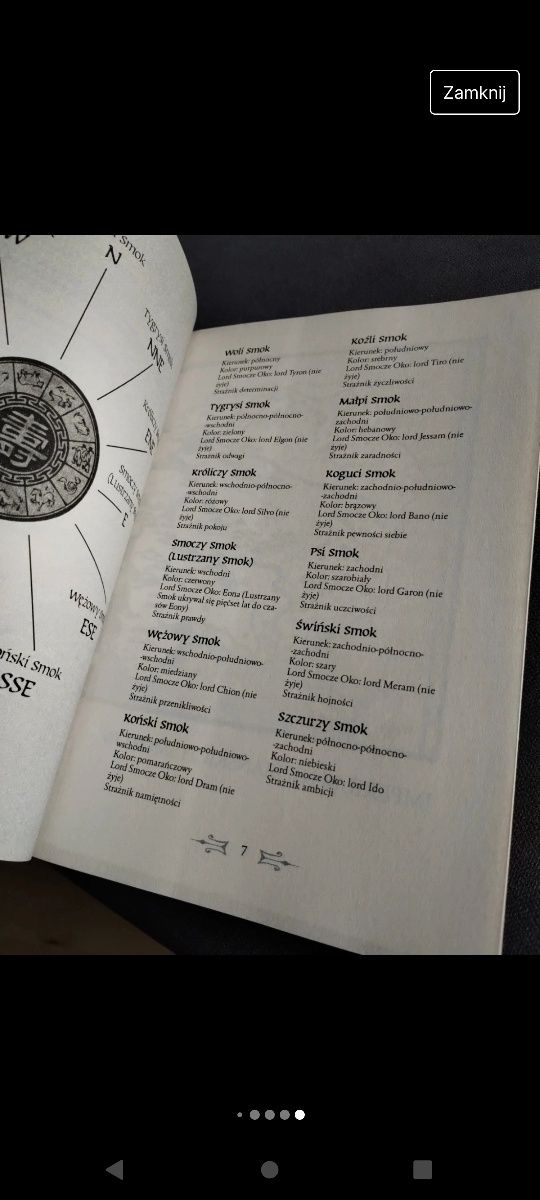 Zamknij
Smok
N
Tygrysi Smok
NNE
ENE
Smoczy
(Lustrzany
E
Wężowy
ESE
Smok
SSE
Woli Smok
Kierunek: północny
Kolor: purpurowy
Lord Smocze Oko: lord Tyron (nie
żyje)
Strażnik determinacji
Tygrysi Smok
Kierunek: północno-północno-
-wschodni
Kolor: zielony
Lord Smocze Oko: lord Elgon (nie
żyje)
Strażnik odwagi
Króliczy Smok
Kierunek: wschodnio-północno-
-wschodni
Kolor: różowy
Lord Smocze Oko: lord Silvo (nie
żyje)
Strażnik pokoju
Smoczy Smok
(Lustrzany Smok)
Kierunek: wschodni
Kolor: czerwony
Lord Smocze Oko: Eona (Lustrzany
Smok ukrywał się pięćset lat do cza-
sów Eony)
Strażnik prawdy
Wężowy Smok
Kierunek: wschodnio-południowo-
-wschodni
Kolor: miedziany
Lord Smocze Oko: lord Chion (nie
żyje)
Strażnik przenikliwości
Koński Smok
Kierunek: południowo-południowo-
wschodni
Kolor: pomarańczowy
Lord Smocze Oko: lord Dram (nie
żyje)
Strażnik namiętności
Koźli Smok
Kierunek: południowy
Kolor: srebrny
Lord Smocze Oko: lord Tiro (nie
żyje)
Strażnik życzliwości
Małpi Smok
Kierunek: południowo-południowo-
zachodni
Kolor: hebanowy
Lord Smocze Oko: lord Jessam (nie
żyje)
Strażnik zaradności
Koguci Smok
Kierunek: zachodnio-południowo-
-zachodni
Kolor: brązowy
Lord Smocze Oko: lord Bano (nie
żyje)
Strażnik pewności siebie
Psi Smok
Kierunek: zachodni
Kolor: szarobiały
Lord Smocze Oko: lord Garon (nie
żyje)
Strażnik uczciwości
Świński Smok
Kierunek: zachodnio-północno-
-zachodni
Kolor: szary
Lord Smocze Oko: lord Meram (nie
żyje)
Strażnik hojności
Szczurzy Smok
Kierunek: północno-północno-
-zachodni
Kolor: niebieski
Lord Smocze Oko: lord Ido
Strażnik ambicji
7